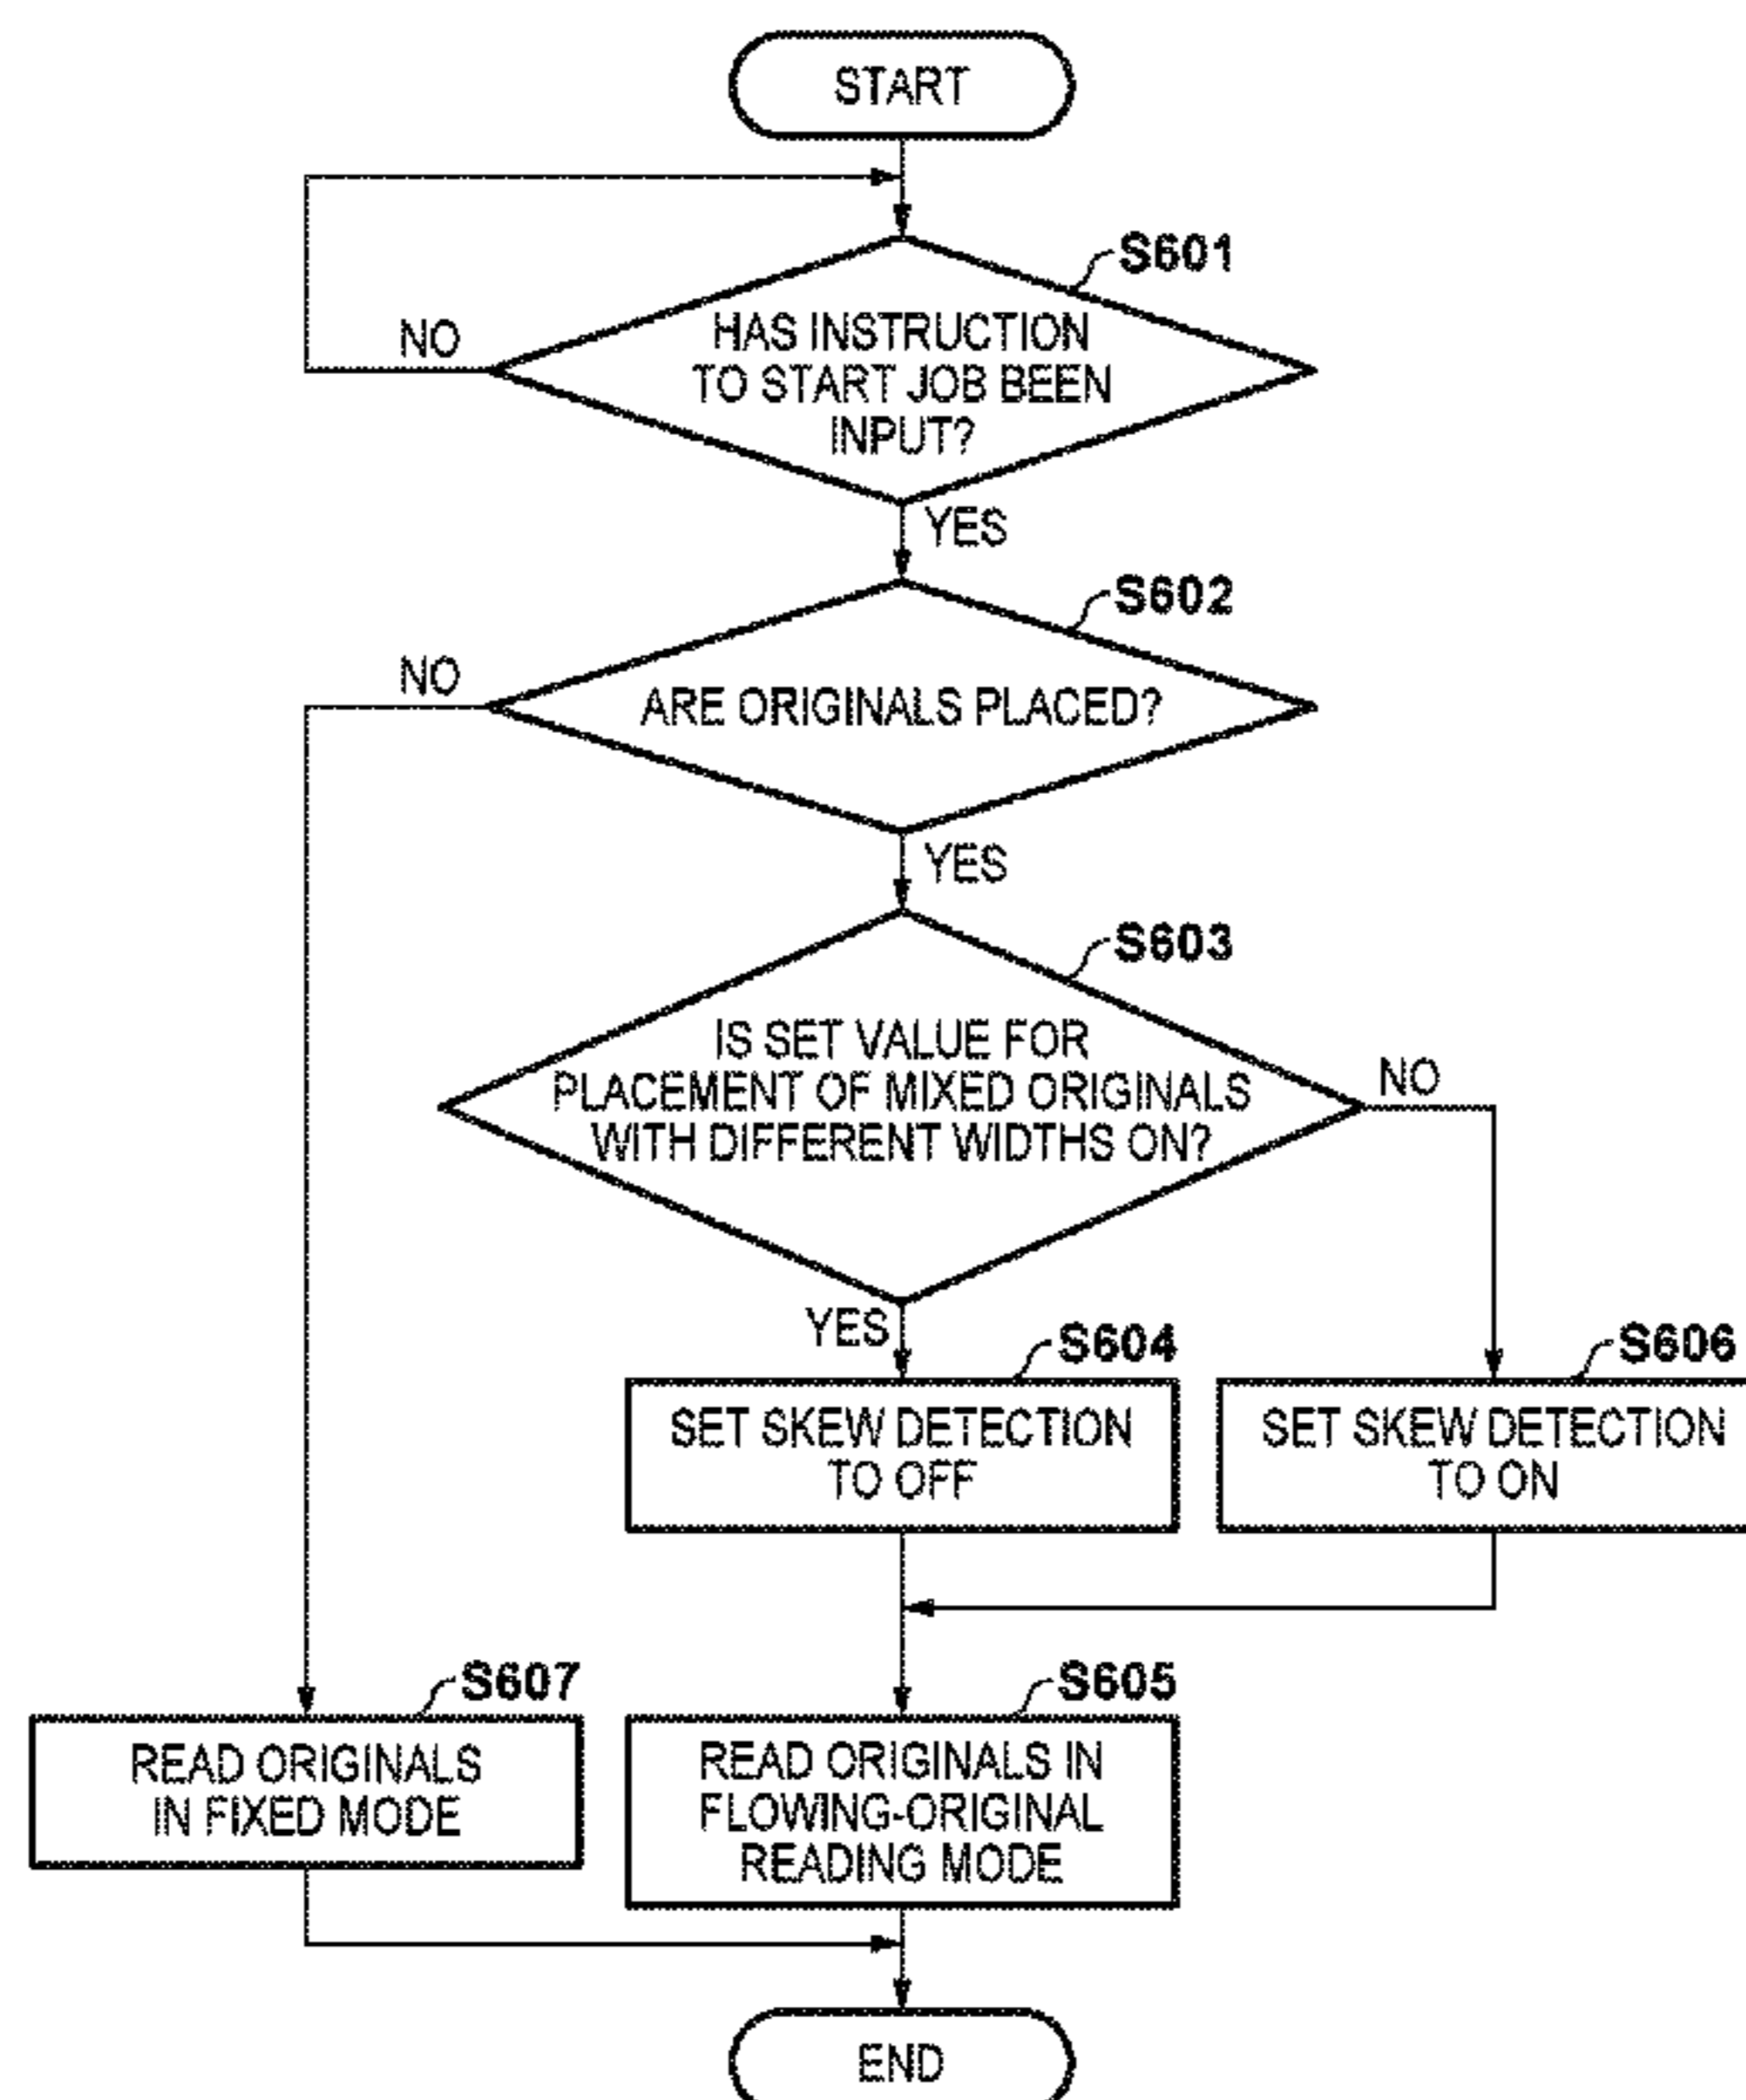 START
S601
NO
HAS INSTRUCTION
TO START JOB BEEN
INPUT?
YES
S602
NO
ARE ORIGINALS PLACED?
YES
S603
IS SET VALUE FOR
PLACEMENT OF MIXED ORIGINALS
WITH DIFFERENT WIDTHS ON?
NO
YES
S604
S606
SET SKEW DETECTION
TO OFF
SET SKEW DETECTION
TO ON
S607
S605
READ ORIGINALS
IN FIXED MODE
READ ORIGINALS IN
FLOWING-ORIGINAL
READING MODE
END